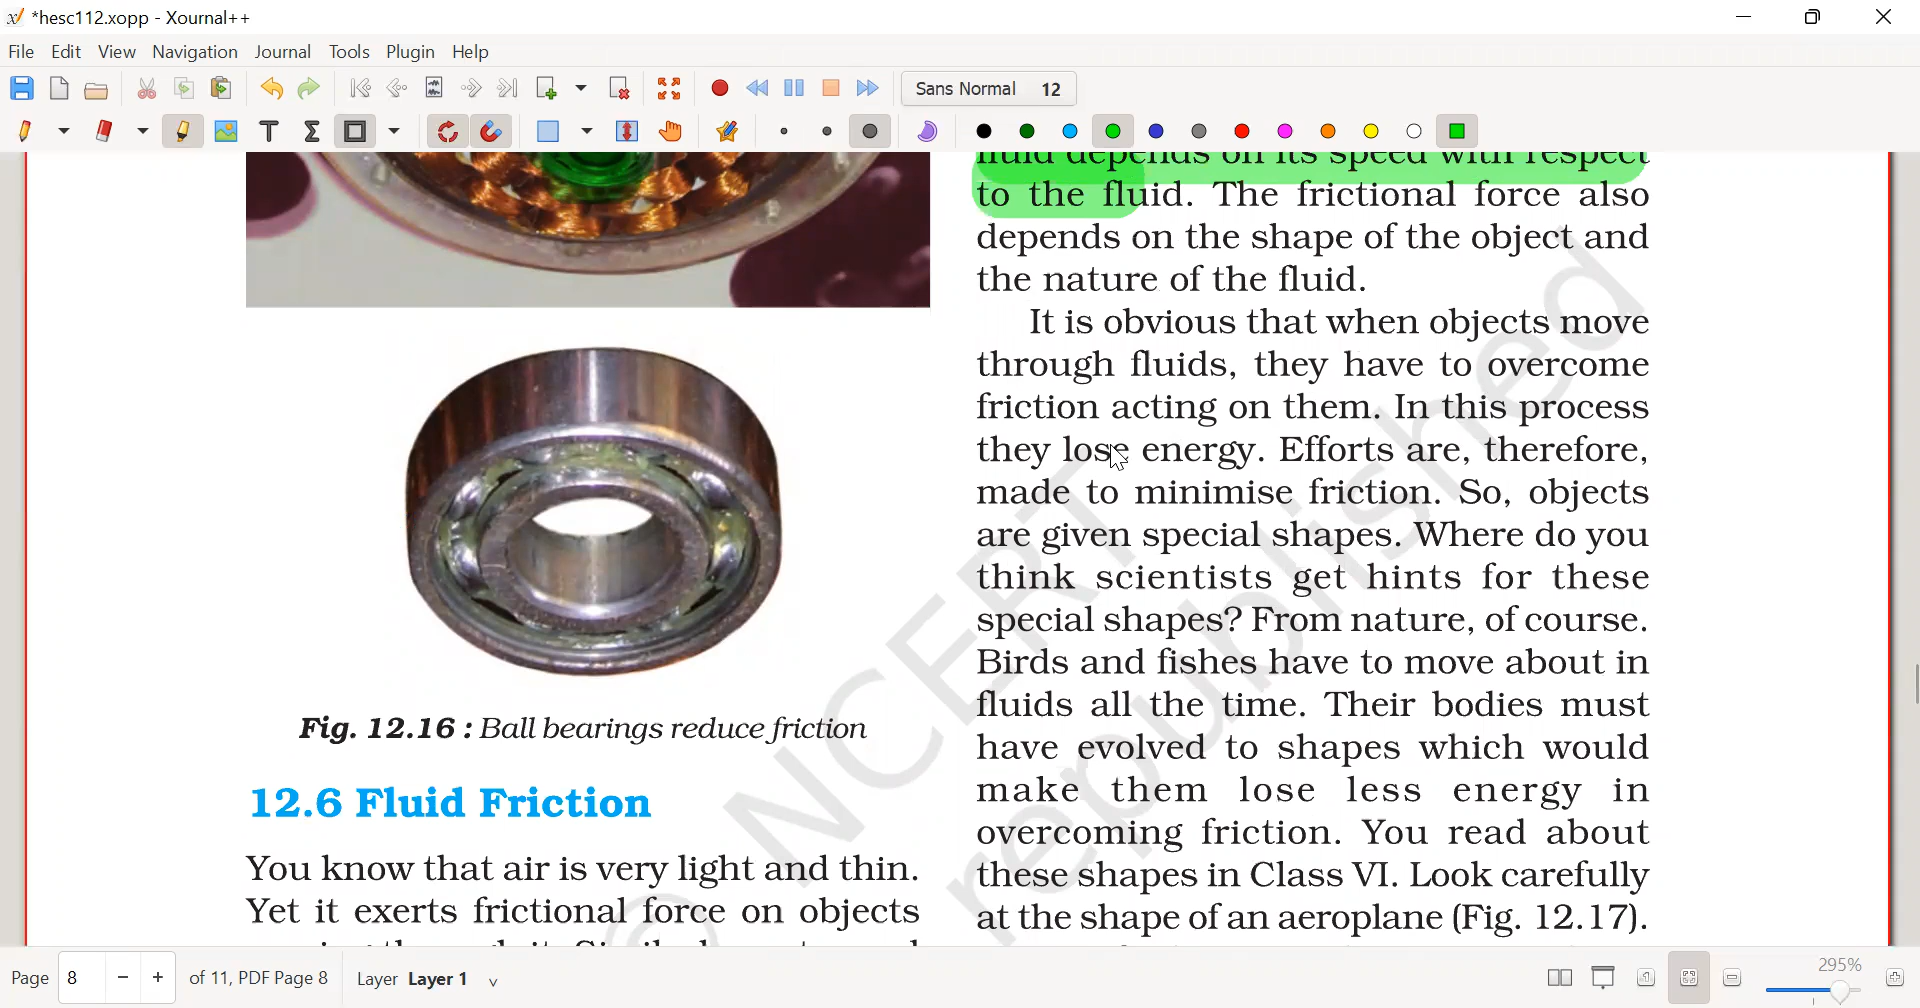 *hesc112.xopp - Xournal++
File Edit View Navigation Journal Tools Plugin Help
Sans Normal 12
Fig. 12.16 : Ball bearings reduce friction
12.6 Fluid Friction
You know that air is very light and thin.
Yet it exerts frictional force on objects
fluid depends on its speed with respect
to the fluid. The frictional force also
depends on the shape of the object and
the nature of the fluid.
It is obvious that when objects move
through fluids, they have to overcome
friction acting on them. In this process
they lose energy. Efforts are, therefore,
made to minimise friction. So, objects
are given special shapes. Where do you
think scientists get hints for these
special shapes? From nature, of course.
Birds and fishes have to move about in
fluids all the time. Their bodies must
have evolved to shapes which would
make them lose less energy in
overcoming friction. You read about
these shapes in Class VI. Look carefully
at the shape of an aeroplane (Fig. 12.17).
© NCERT
republished
Page 8 − + of 11, PDF Page 8 Layer Layer 1 295%